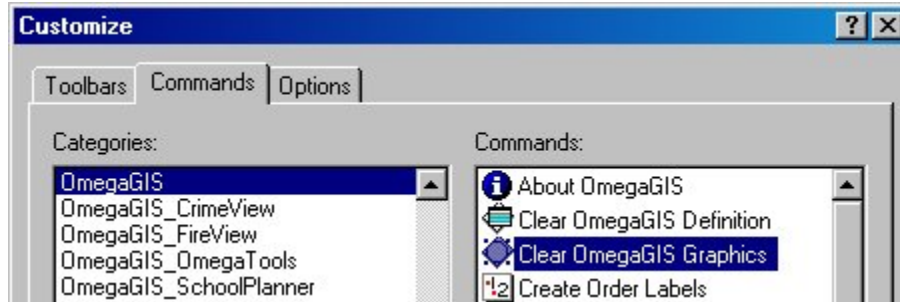 Customize
Toolbars Commands Options
Categories:
OmegaGIS
OmegaGIS_CrimeView
OmegaGIS_FireView
OmegaGIS_OmegaTools
OmegaGIS_SchoolPlanner
Commands:
About OmegaGIS
Clear OmegaGIS Definition
Clear OmegaGIS Graphics
Create Order Labels